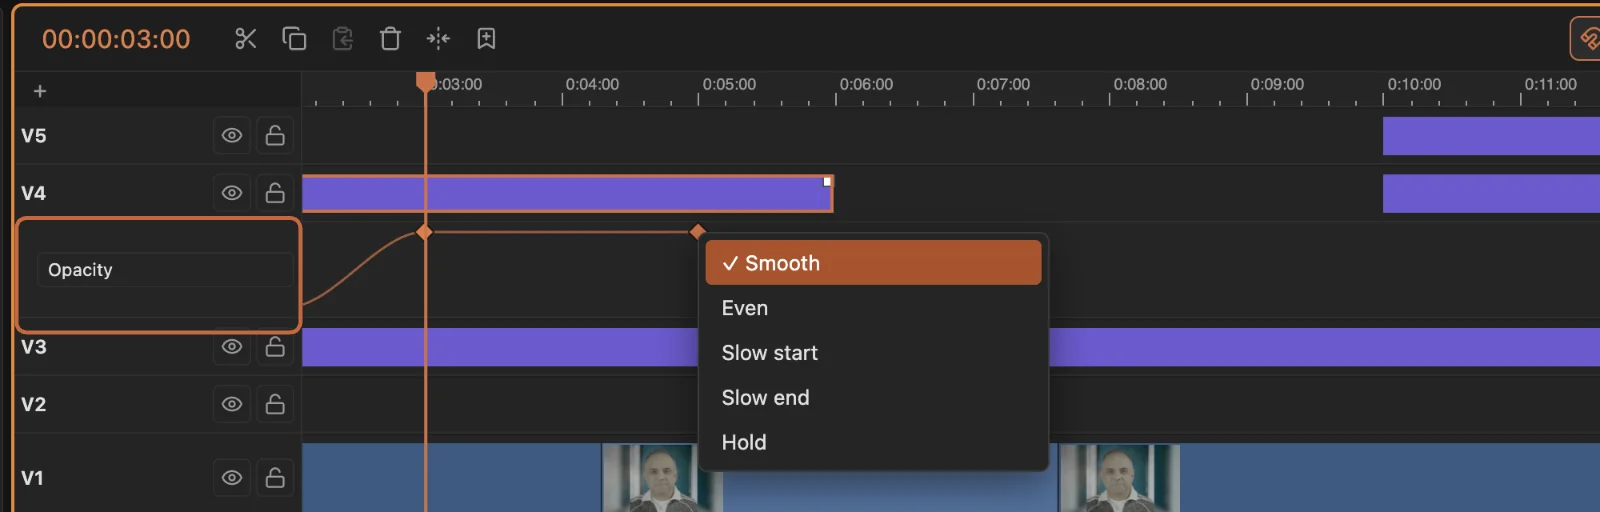 00:00:03:00
0:03:00
0:04:00
0:05:00
0:06:00
0:07:00
0:08:00
0:09:00
0:10:00
0:11:00
V5
V4
Opacity
✓ Smooth
Even
Slow start
Slow end
Hold
V3
V2
V1